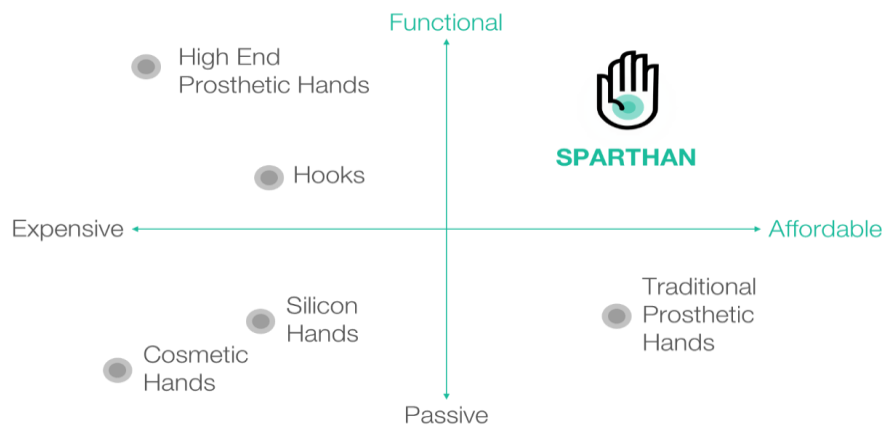 Functional
High End
Prosthetic Hands
SPARTHAN
Hooks
Expensive
Affordable
Silicon
Hands
Traditional
Prosthetic
Hands
Cosmetic
Hands
Passive